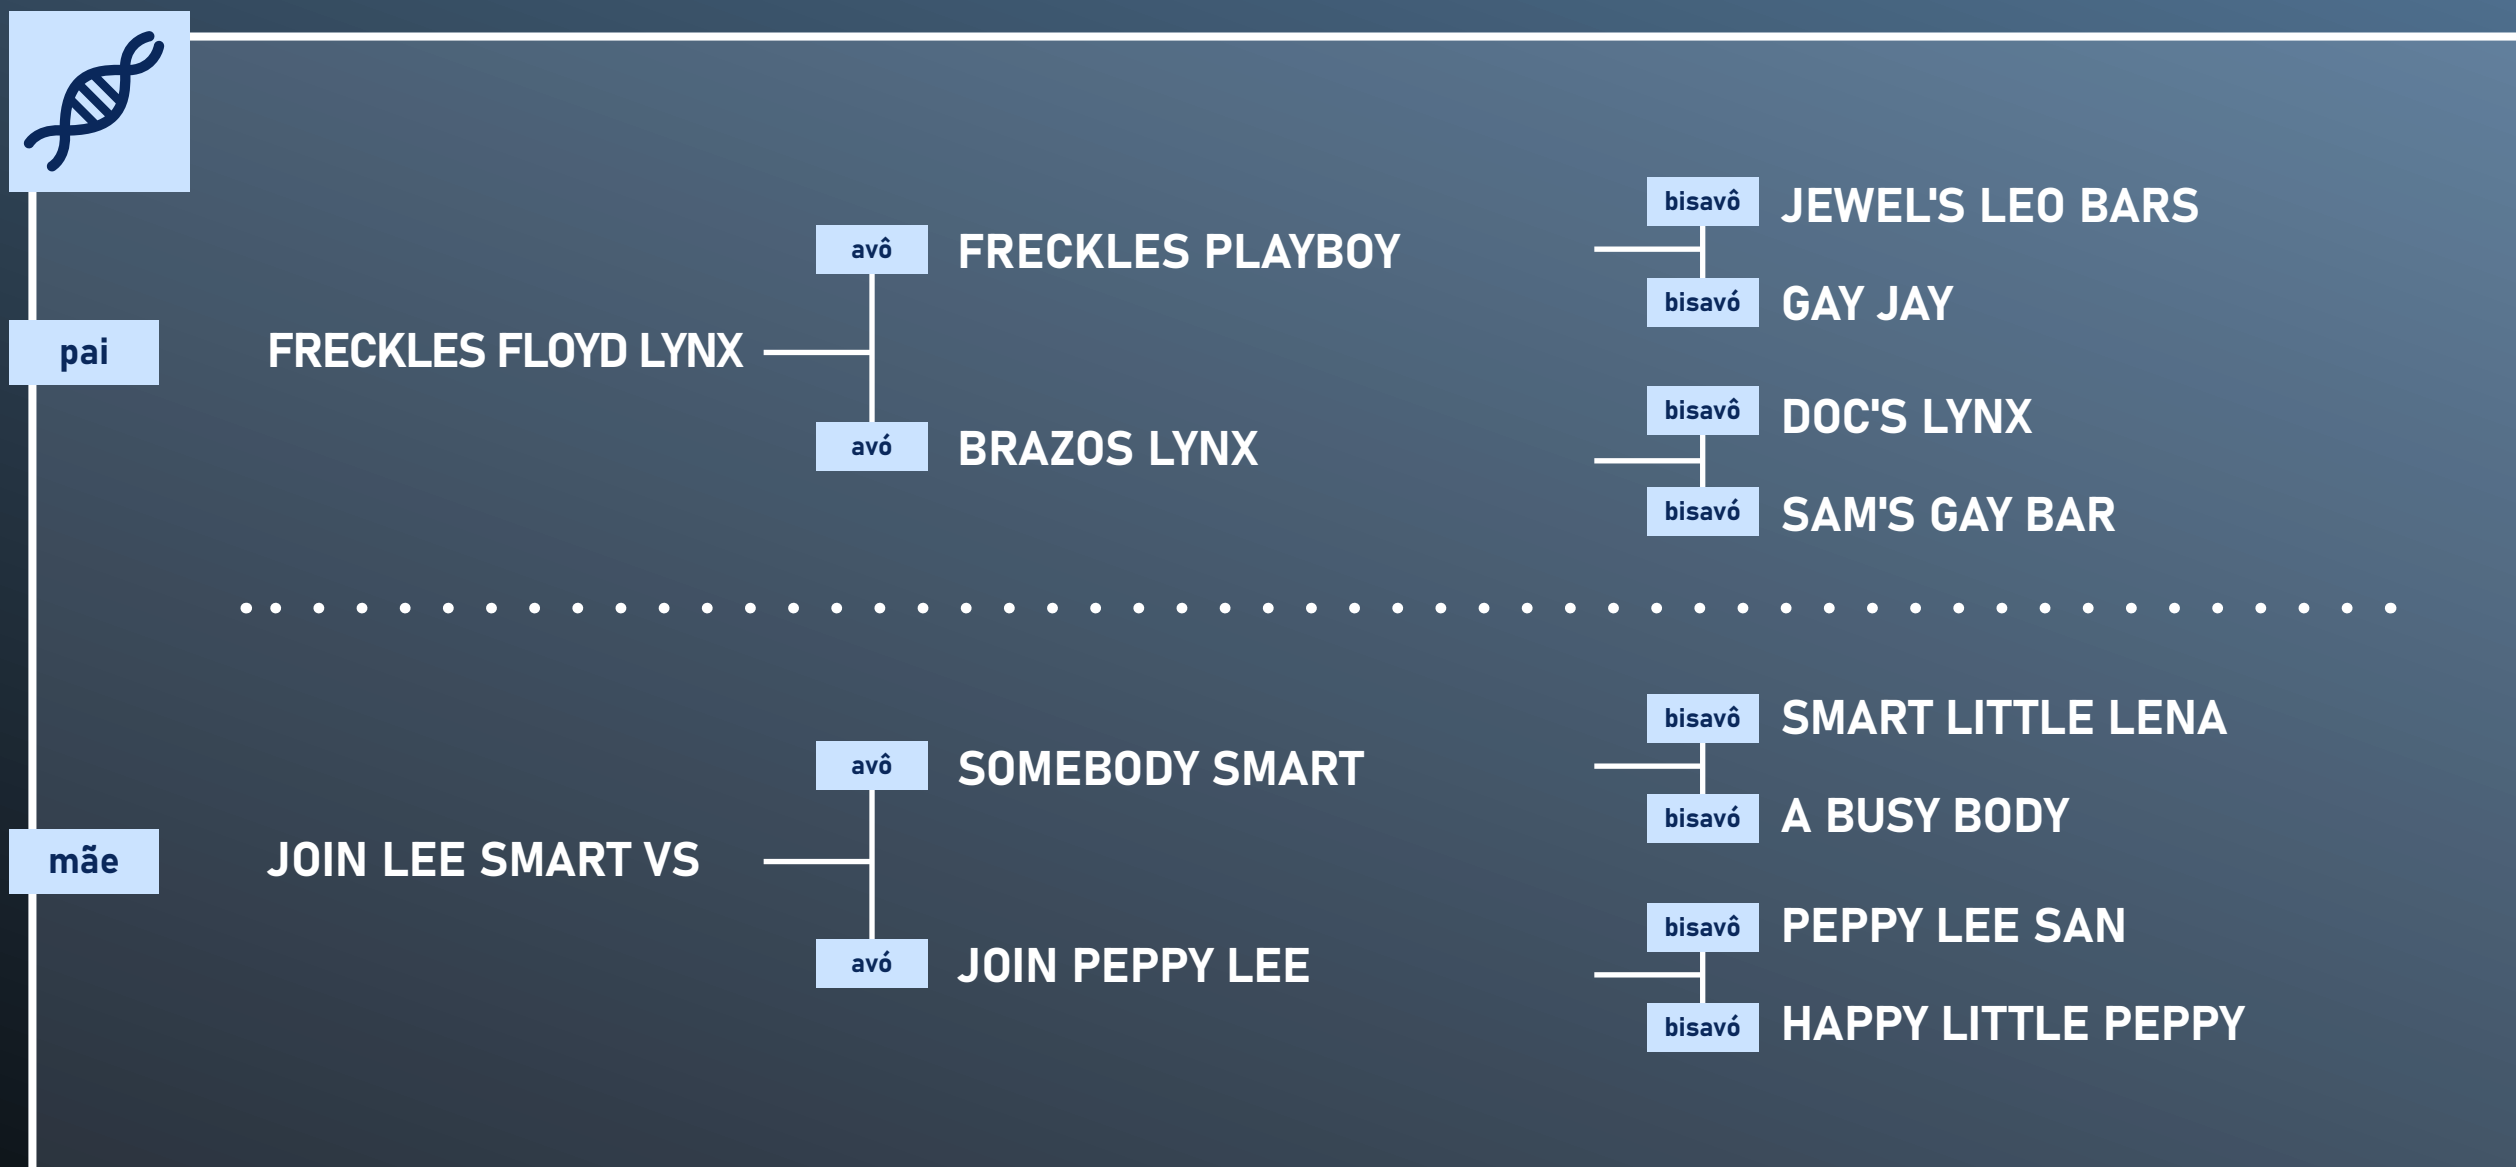 pai
FRECKLES FLOYD LYNX
avô
FRECKLES PLAYBOY
bisavô
JEWEL'S LEO BARS
bisavó
GAY JAY
avó
BRAZOS LYNX
bisavô
DOC'S LYNX
bisavó
SAM'S GAY BAR
mãe
JOIN LEE SMART VS
avô
SOMEBODY SMART
bisavô
SMART LITTLE LENA
bisavó
A BUSY BODY
avó
JOIN PEPPY LEE
bisavô
PEPPY LEE SAN
bisavó
HAPPY LITTLE PEPPY